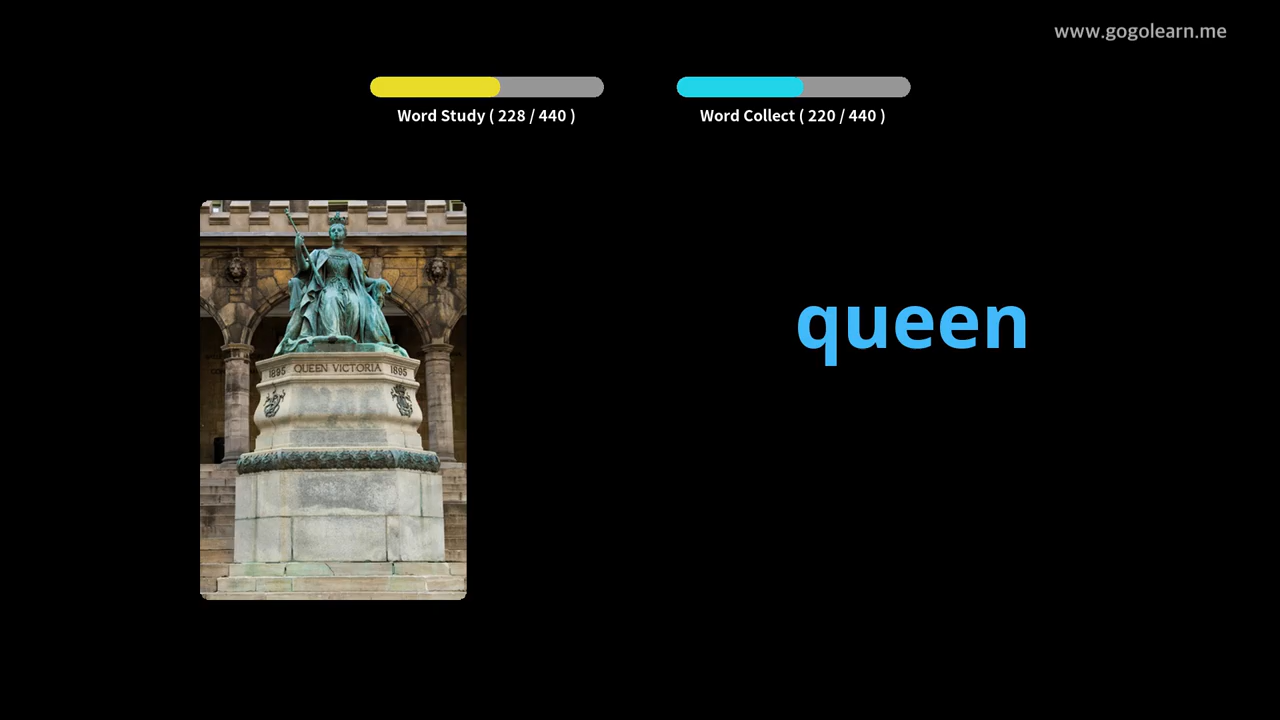 www.gogolearn.me
Word Study ( 228 / 440 )
Word Collect ( 220 / 440 )
queen
1895 QUEEN VICTORIA 1895